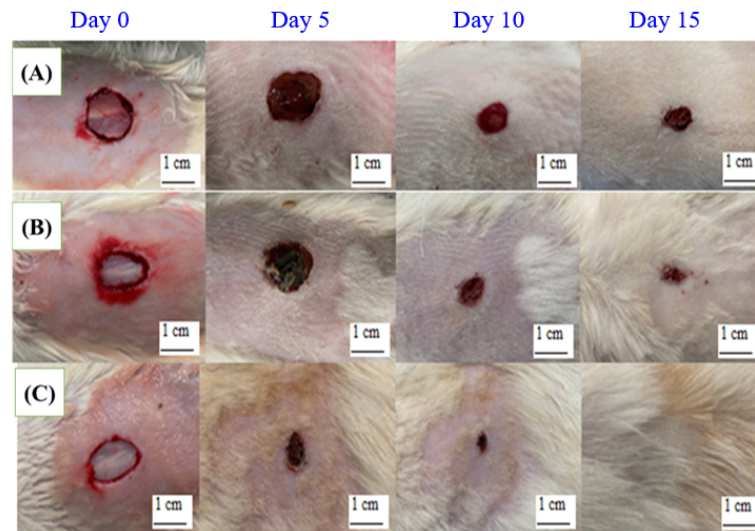 Day 0 Day 5 Day 10 Day 15
(A)
1 cm 1 cm 1 cm 1 cm
(B)
1 cm 1 cm 1 cm 1 cm
(C)
1 cm 1 cm 1 cm 1 cm